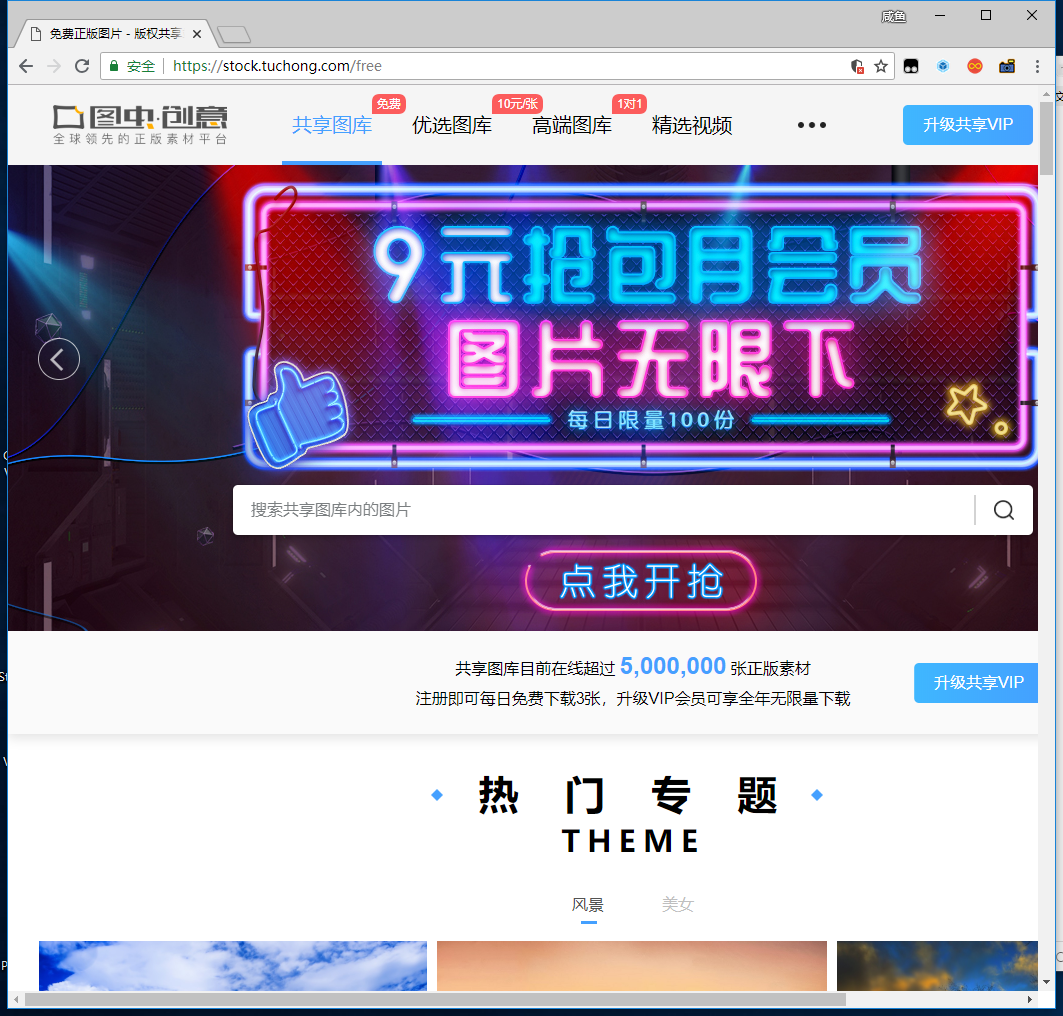 咸鱼
免费正版图片 - 版权共享
安全
https://stock.tuchong.com/free
图虫·创意
全球领先的正版素材平台
共享图库 免费
优选图库 10元/张
高端图库 1对1
精选视频
•••
升级共享VIP
9元抢包月会员
图片无限下
每日限量100份
搜索共享图库内的图片
点我开抢
共享图库目前在线超过 5,000,000 张正版素材
注册即可每日免费下载3张，升级VIP会员可享全年无限量下载
升级共享VIP
热门专题
THEME
风景 美女